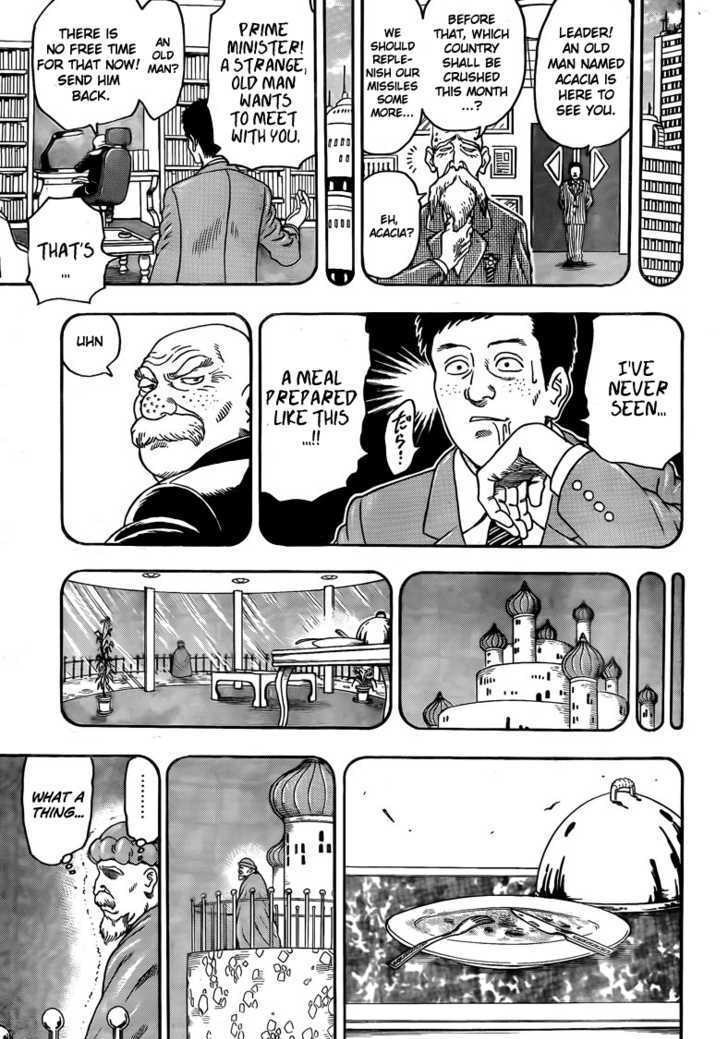 LEADER!
AN OLD
MAN NAMED
ACACIA
IS HERE
TO SEE YOU.
BEFORE
THAT, WHICH
COUNTRY
SHALL BE
CRUSHED
THIS MONTH
...?
WE
SHOULD
REPLE-
NISH OUR
MISSILES
SOME
MORE...
EH,
ACACIA?
PRIME
MINISTER!
A STRANGE,
OLD MAN
WANTS
TO MEET
WITH YOU.
AN
OLD
MAN?
THERE IS
NO FREE TIME
FOR THAT NOW!
SEND HIM
BACK.
THAT'S
...
I'VE
NEVER
SEEN...
A MEAL
PREPARED
LIKE THIS
...!!
だら…
UHN
.........
WHAT A
THING...